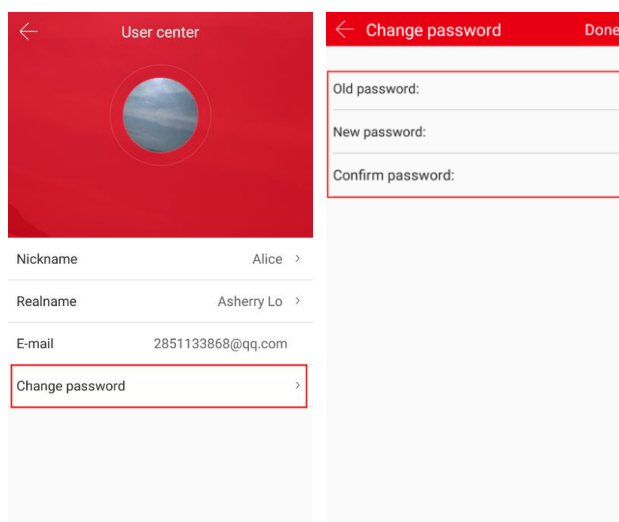 User center
Nickname Alice
Realname Asherry Lo
E-mail 2851133868@qq.com
Change password
Change password Done
Old password:
New password:
Confirm password: